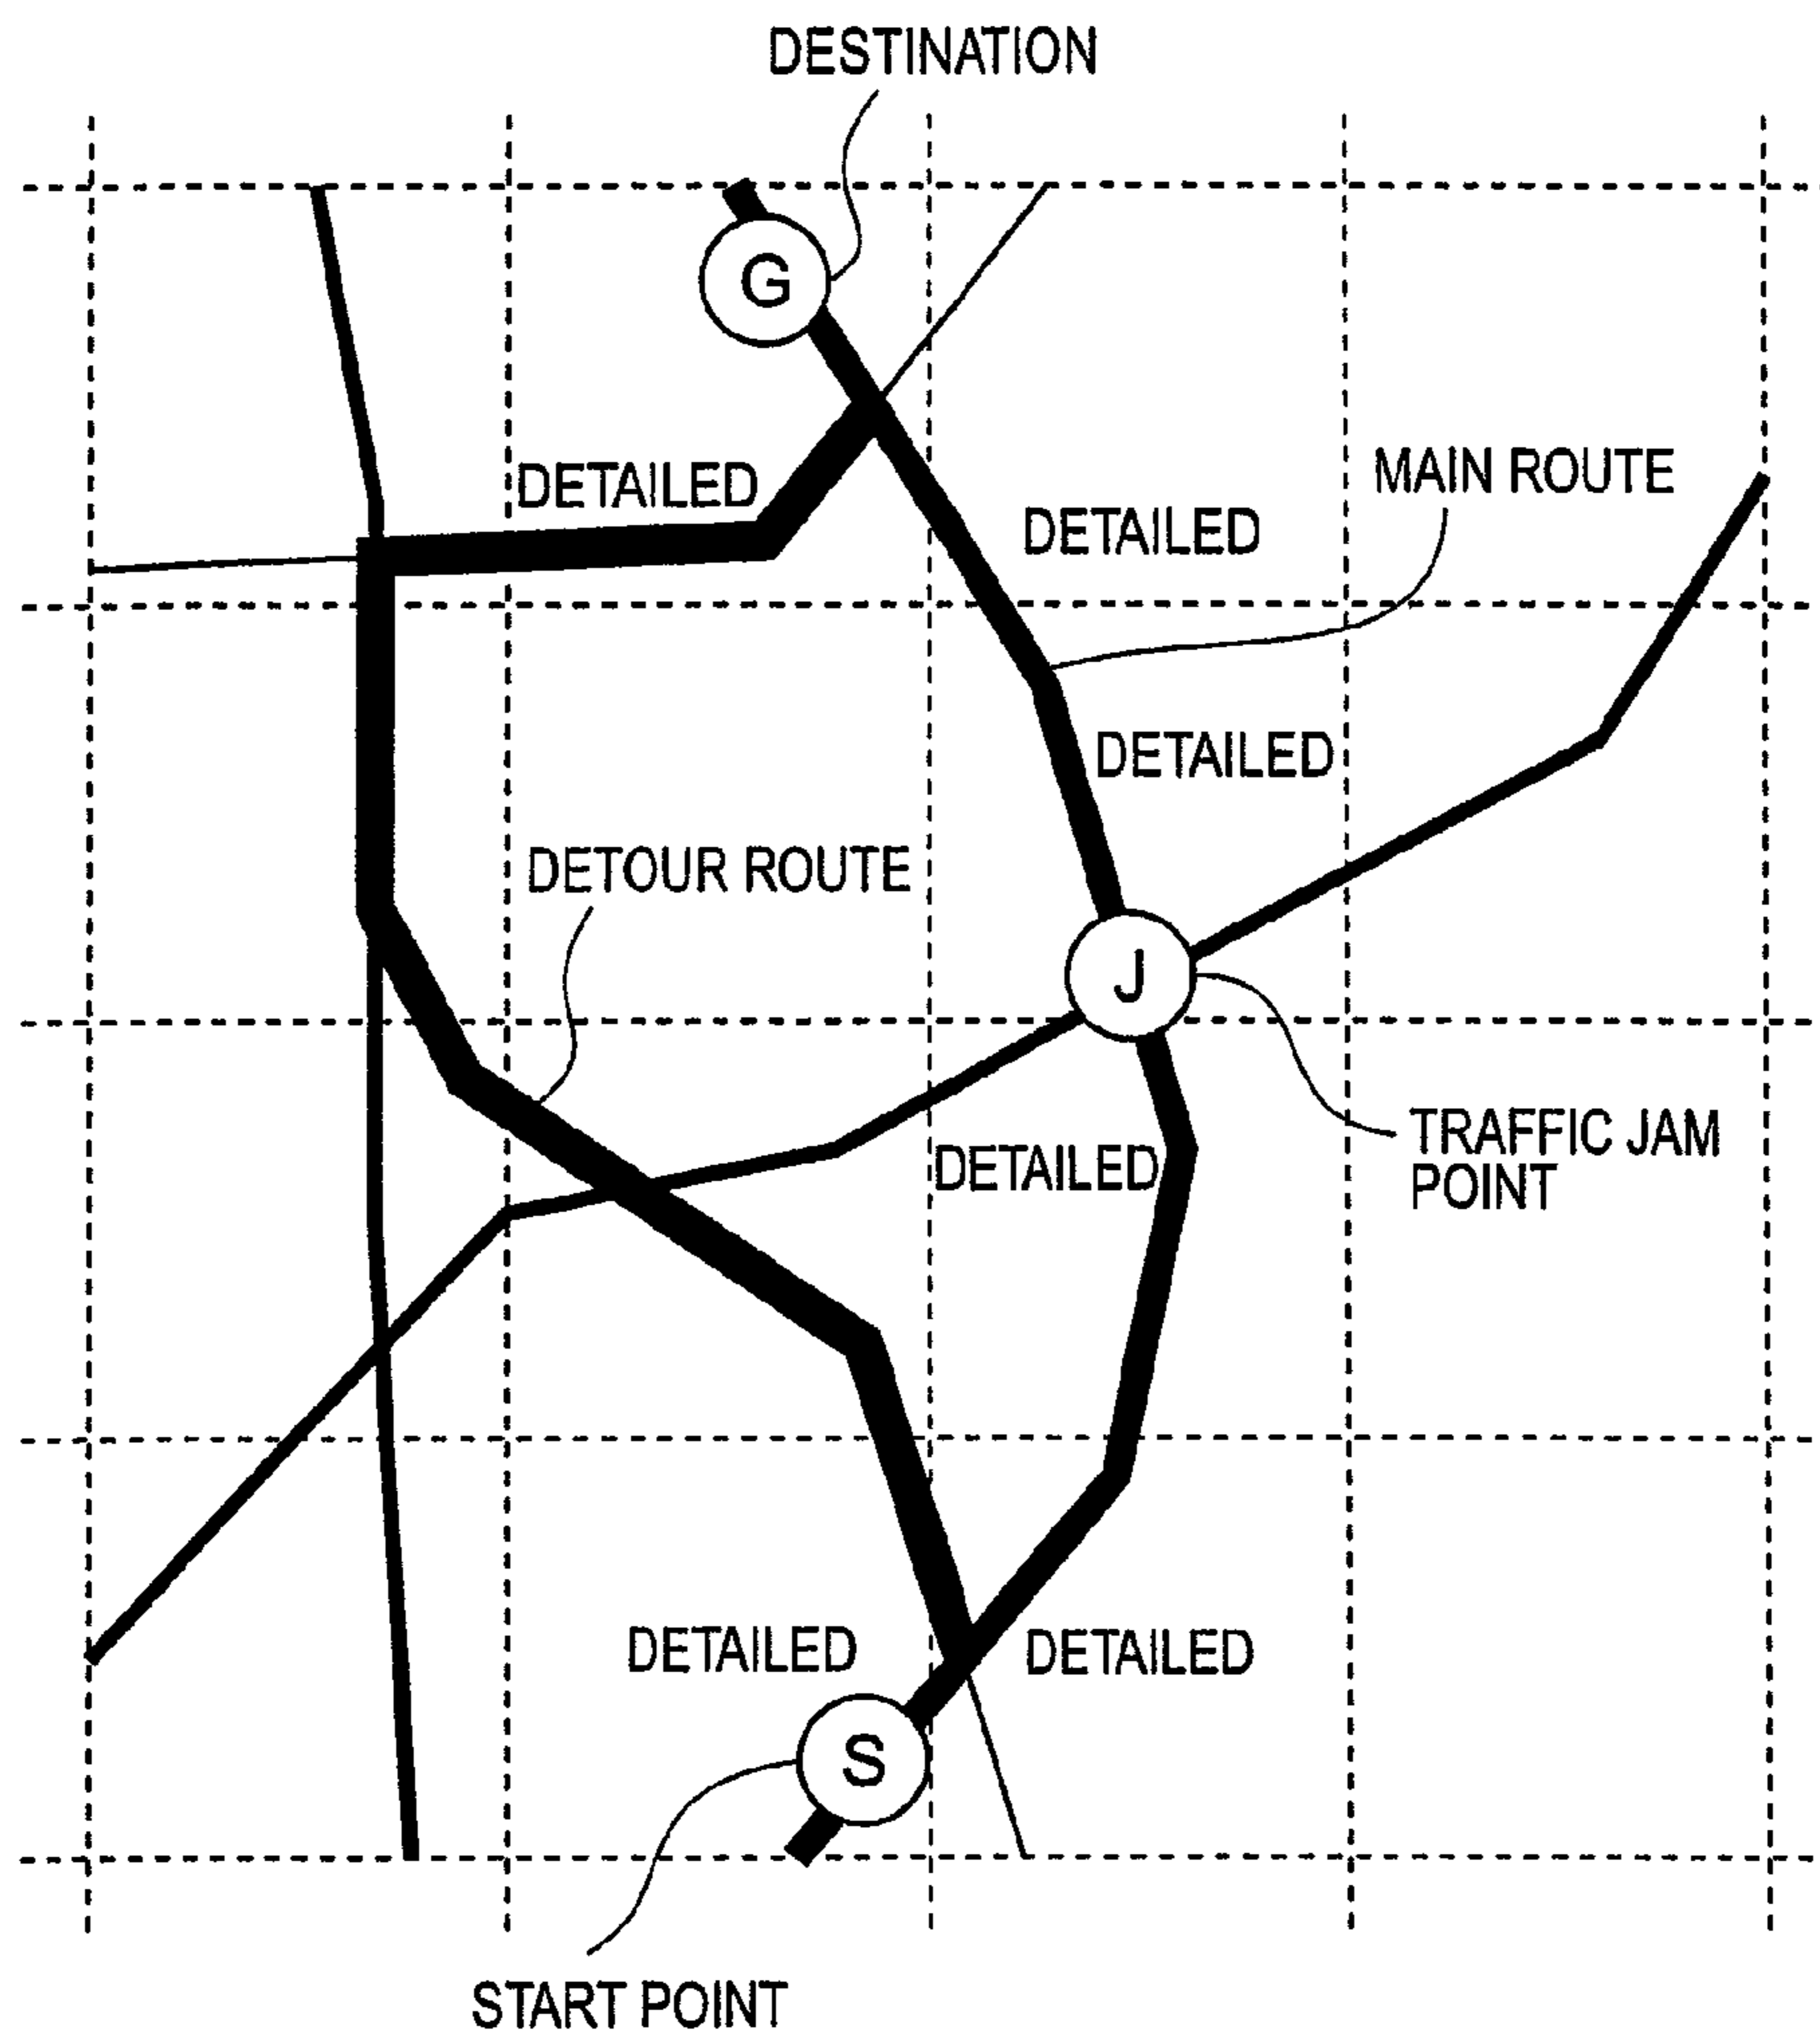 DESTINATION
G
DETAILED
MAIN ROUTE
DETAILED
DETAILED
DETOUR ROUTE
J
TRAFFIC JAM
POINT
DETAILED
DETAILED
DETAILED
S
START POINT